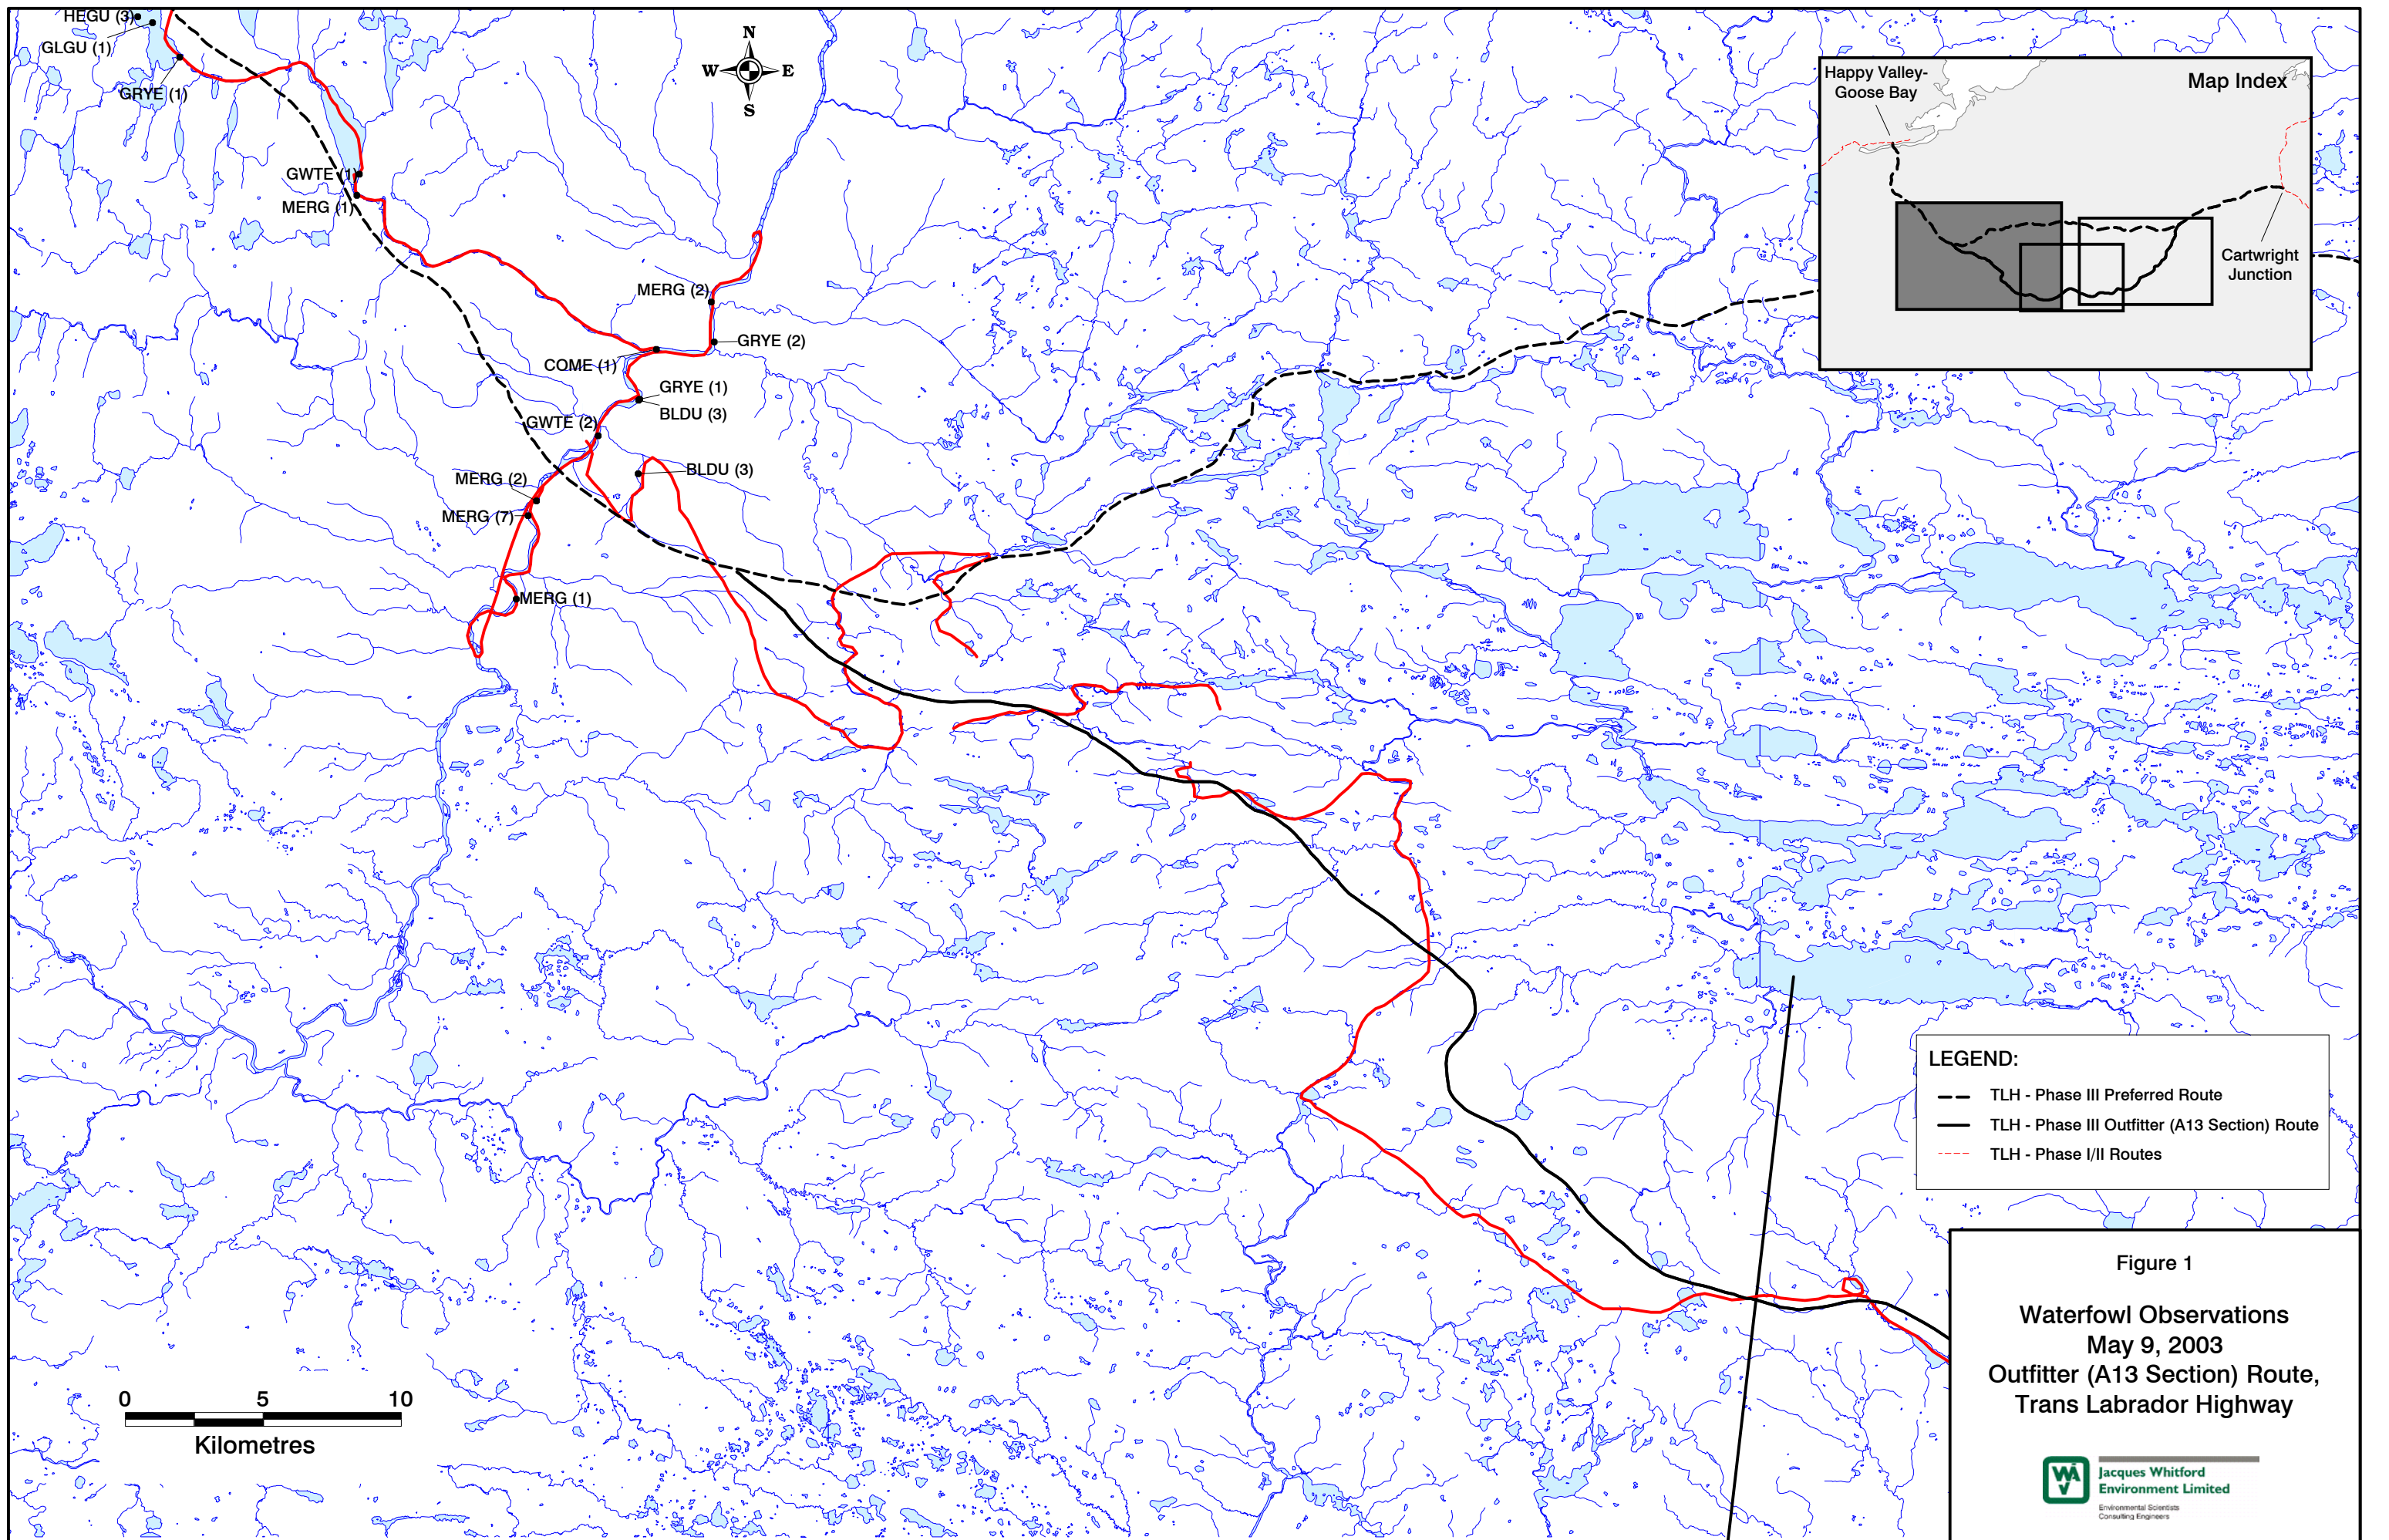 HEGU (3)
GLGU (1)
GRYE (1)
GWTE (1)
MERG (1)
N
W E
S
MERG (2)
GRYE (2)
COME (1)
GRYE (1)
BLDU (3)
GWTE (2)
BLDU (3)
MERG (2)
MERG (7)
MERG (1)
Map Index
Happy Valley-
Goose Bay
Cartwright
Junction
LEGEND:
TLH - Phase III Preferred Route
TLH - Phase III Outfitter (A13 Section) Route
TLH - Phase I/II Routes
0 5 10
Kilometres
Figure 1
Waterfowl Observations
May 9, 2003
Outfitter (A13 Section) Route,
Trans Labrador Highway
Jacques Whitford
Environment Limited
Environmental Scientists
Consulting Engineers